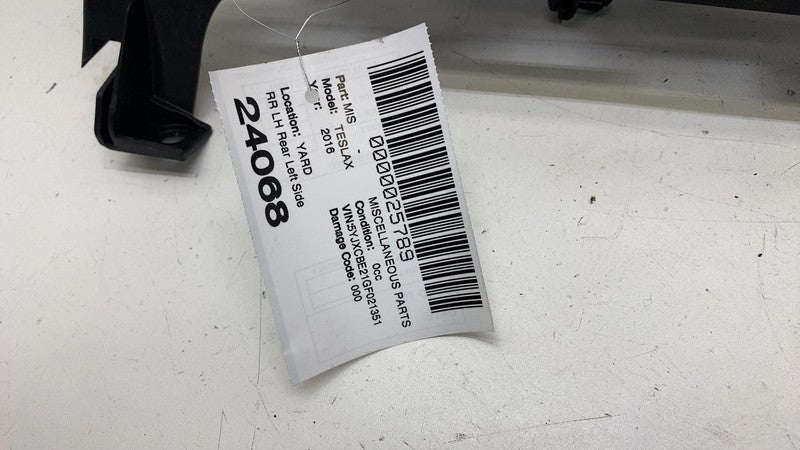 0000025789
MISCELLANEOUS PARTS
Part: MIS -
Condition: 0cc
Model: TESLAX
VIN:5YJXCBE21GF021351
Year: 2016
Damage Code: 000
Location: YARD
RR LH Rear Left Side
24068